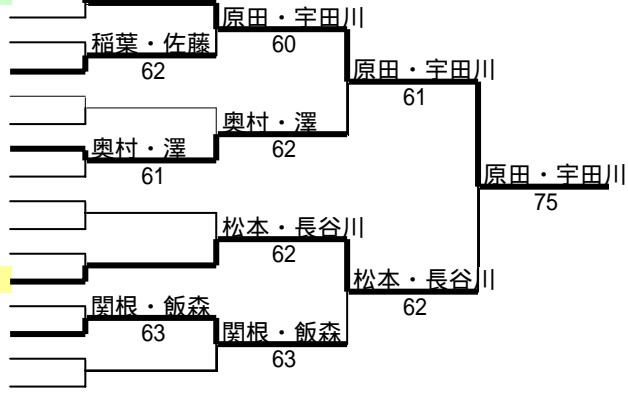 原田・宇田川
60
稲葉・佐藤
62
原田・宇田川
61
奥村・澤
62
奥村・澤
61
原田・宇田川
75
松本・長谷川
62
松本・長谷川
62
関根・飯森
63
関根・飯森
63